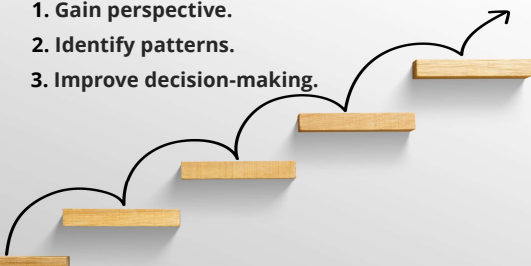 1. Gain perspective.
2. Identify patterns.
3. Improve decision-making.